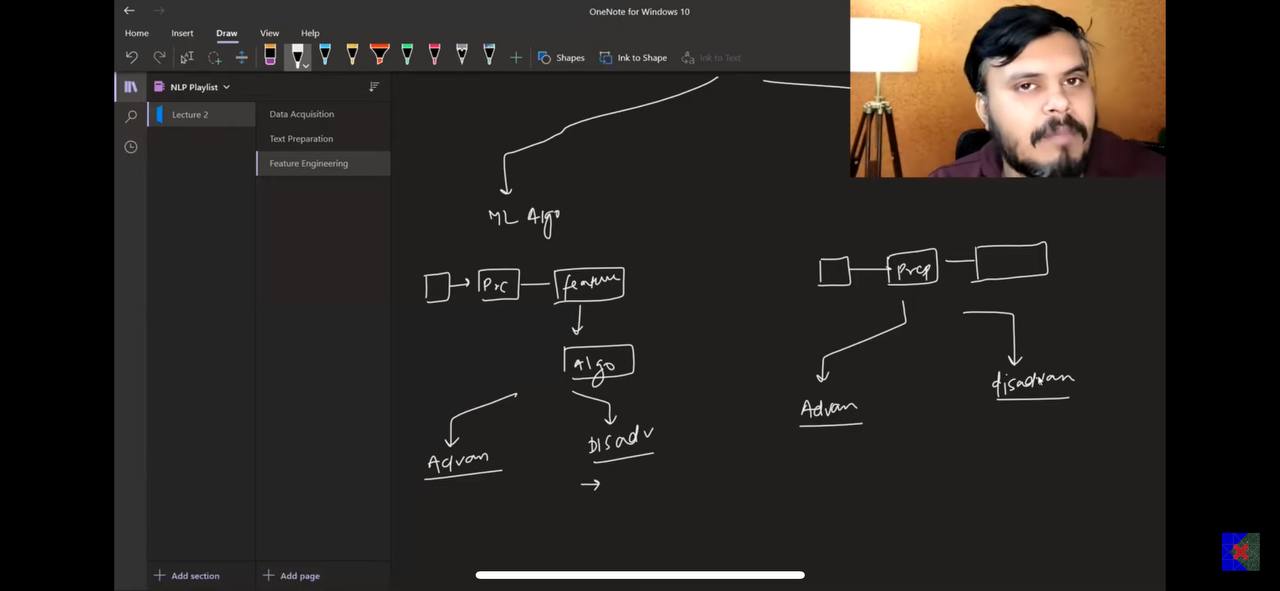 OneNote for Windows 10
Home Insert Draw View Help
Shapes Ink to Shape Ink to Text
NLP Playlist
Lecture 2
Data Acquisition
Text Preparation
Feature Engineering
ML Algo
Prc feature
Prep
Algo
Advan
Disadv
Advan
disadvan
Add section
Add page